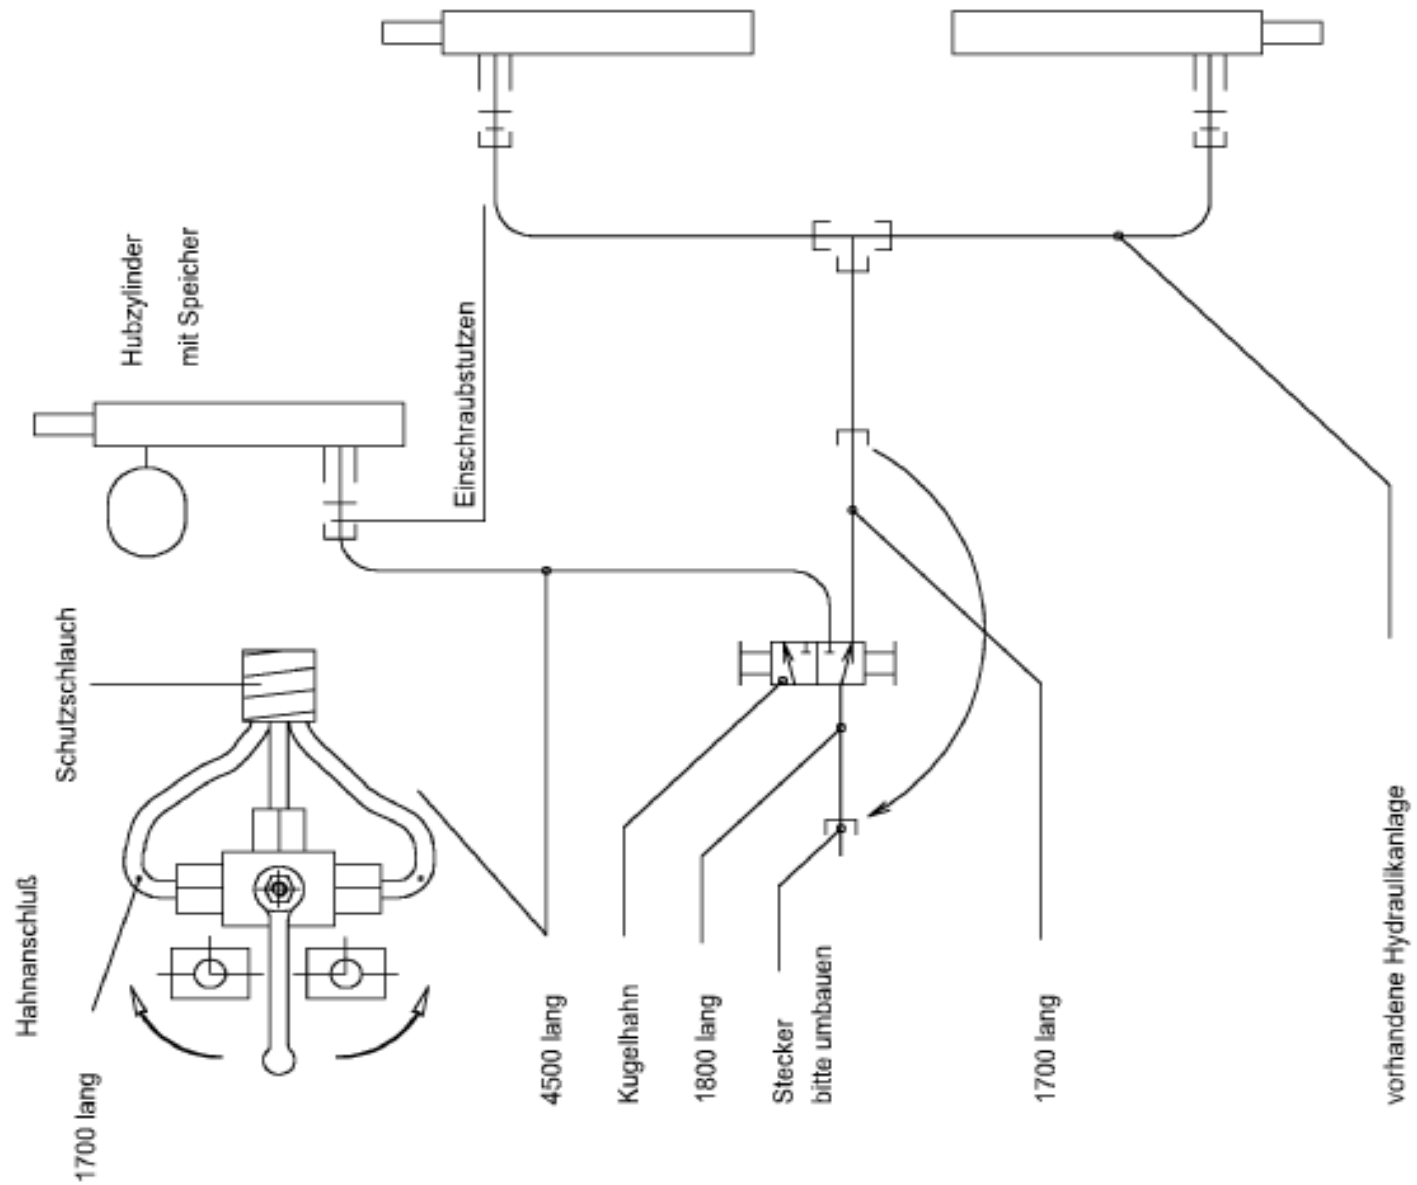 Hahnanschluß
1700 lang
Schutzschlauch
Hubzylinder
mit Speicher
Einschraubstutzen
4500 lang
Kugelhahn
1800 lang
Stecker
bitte umbauen
1700 lang
vorhandene Hydraulikanlage